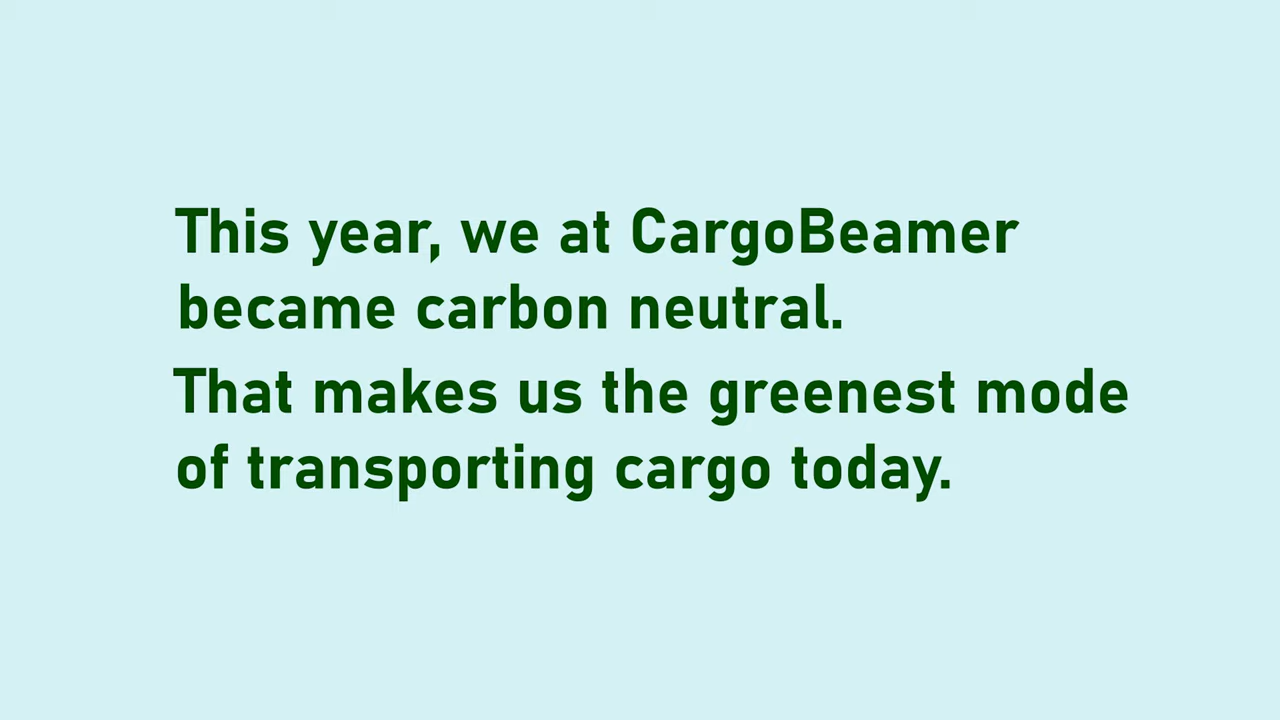 This year, we at CargoBeamer
became carbon neutral.
That makes us the greenest mode
of transporting cargo today.